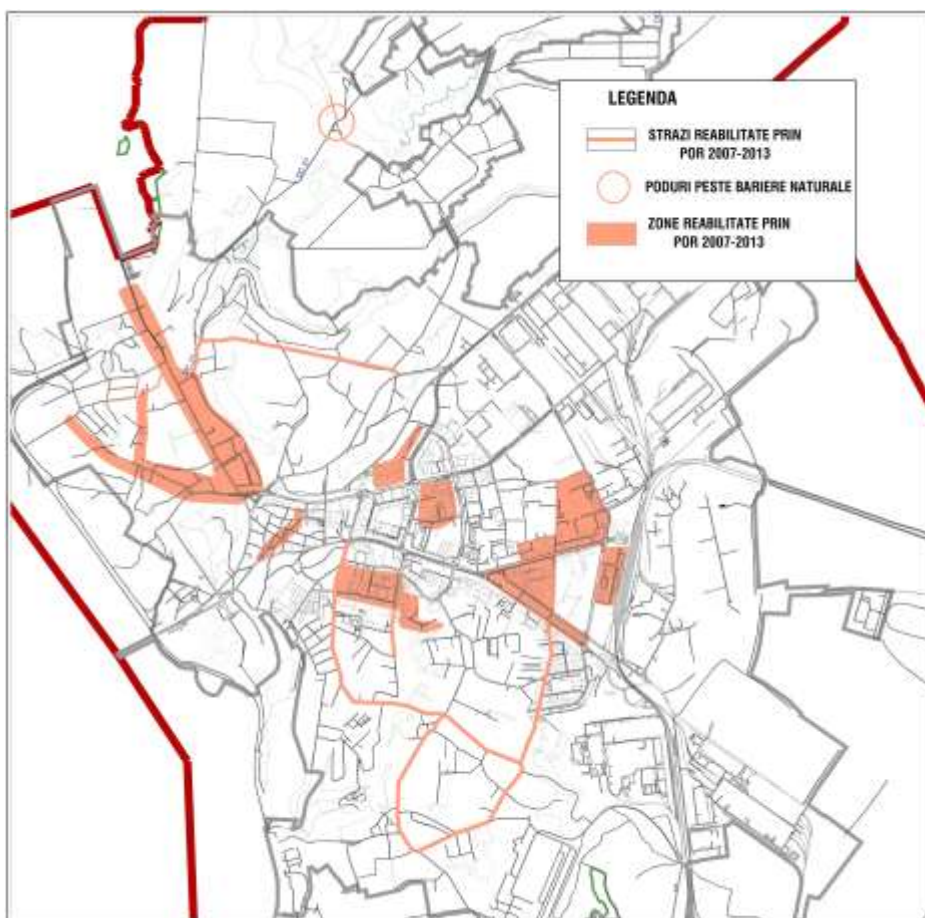 LEGENDA
STRAZI REABILITATE PRIN
POR 2007-2013
PODURI PESTE BARIERE NATURALE
ZONE REABILITATE PRIN
POR 2007-2013